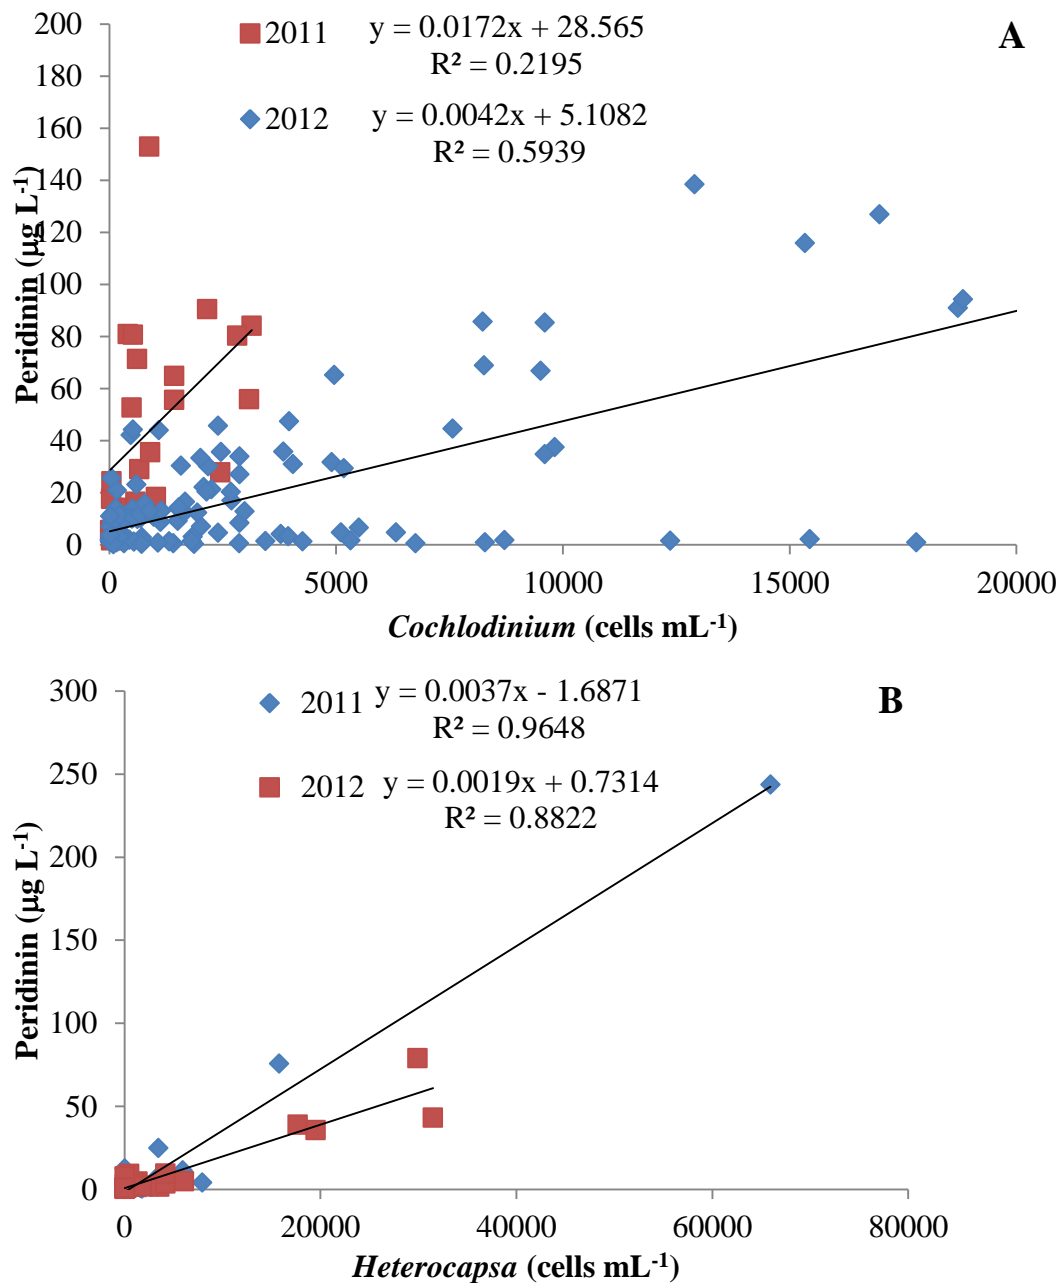 200
180
160
140
120
100
80
60
40
20
0
Peridinin (µg L-1)
2011 y = 0.0172x + 28.565
R² = 0.2195
2012 y = 0.0042x + 5.1082
R² = 0.5939
A
0 5000 10000 15000 20000
Cochlodinium (cells mL-1)
300
250
200
150
100
50
0
Peridinin (µg L-1)
2011 y = 0.0037x - 1.6871
R² = 0.9648
2012 y = 0.0019x + 0.7314
R² = 0.8822
B
0 20000 40000 60000 80000
Heterocapsa (cells mL-1)